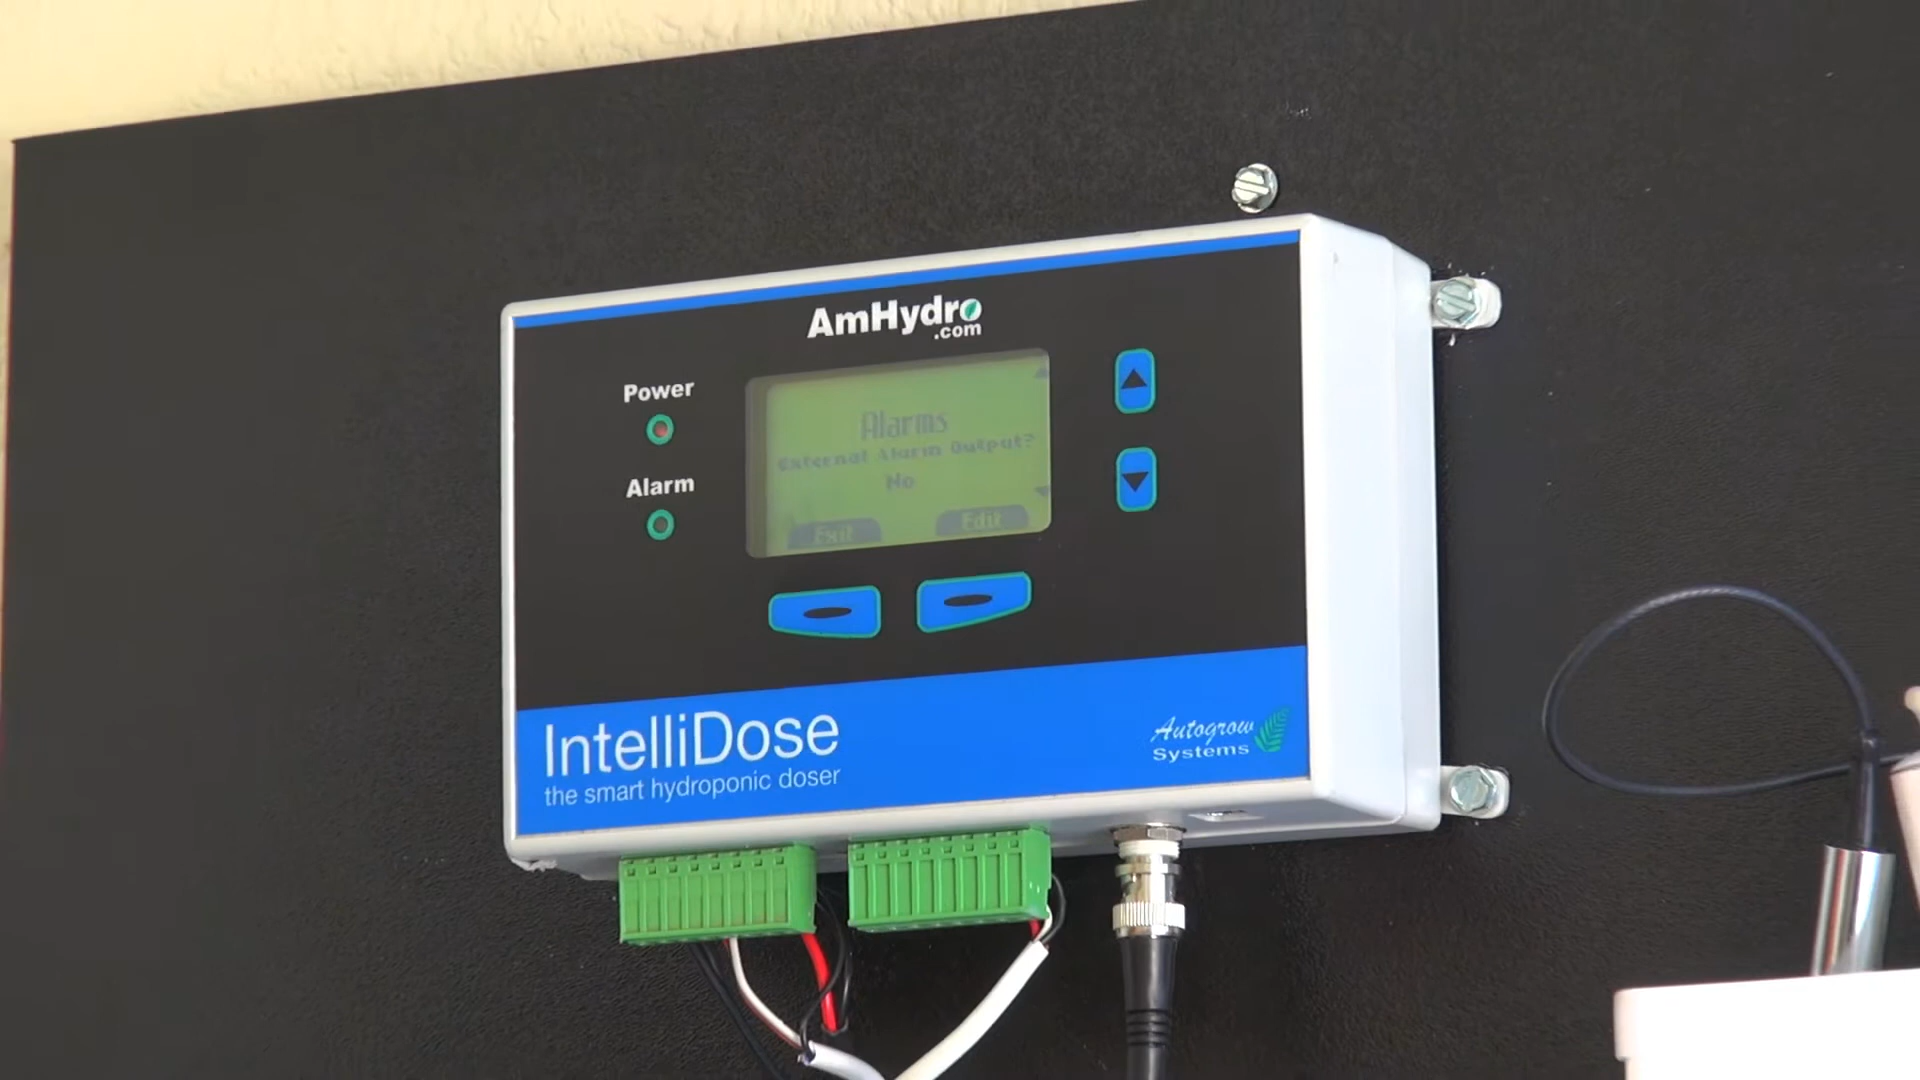 AmHydro
.com
Power
Alarm
Alarms
External Alarm Output?
No
Exit
Edit
IntelliDose
the smart hydroponic doser
Autogrow
Systems